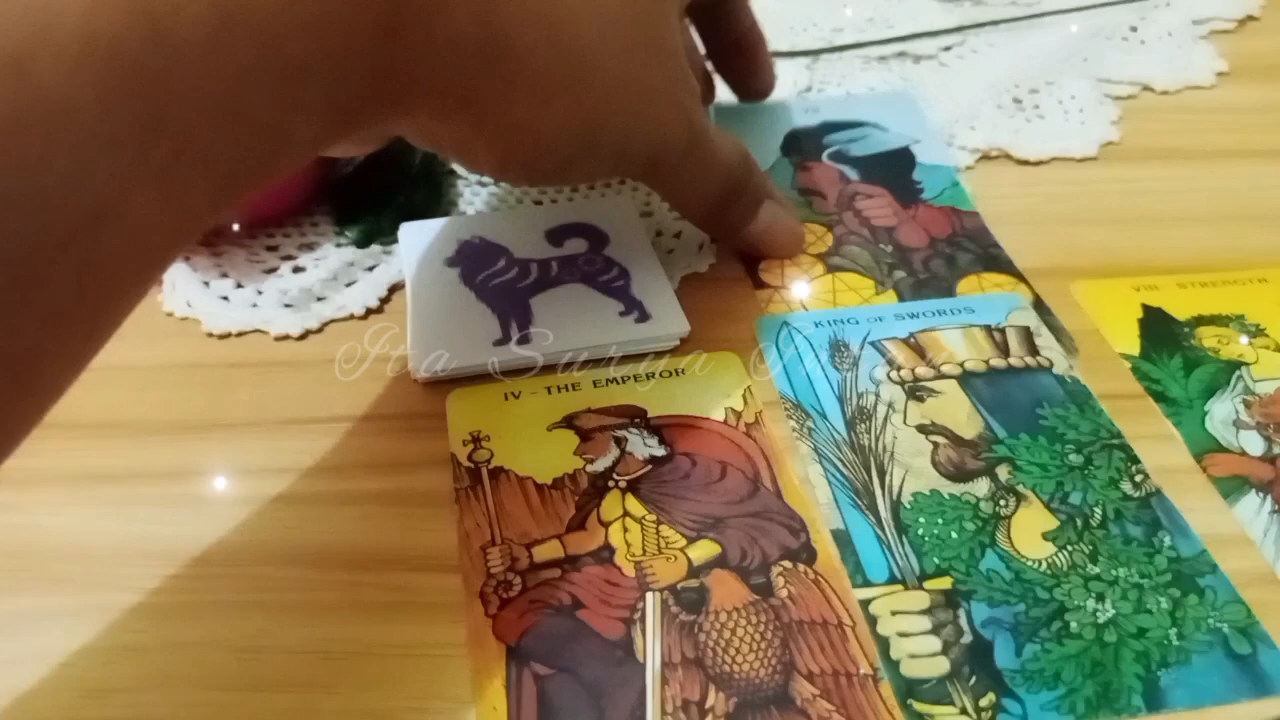 VIII STRENGTH
KING OF SWORDS
Ita Surya
IV - THE EMPEROR